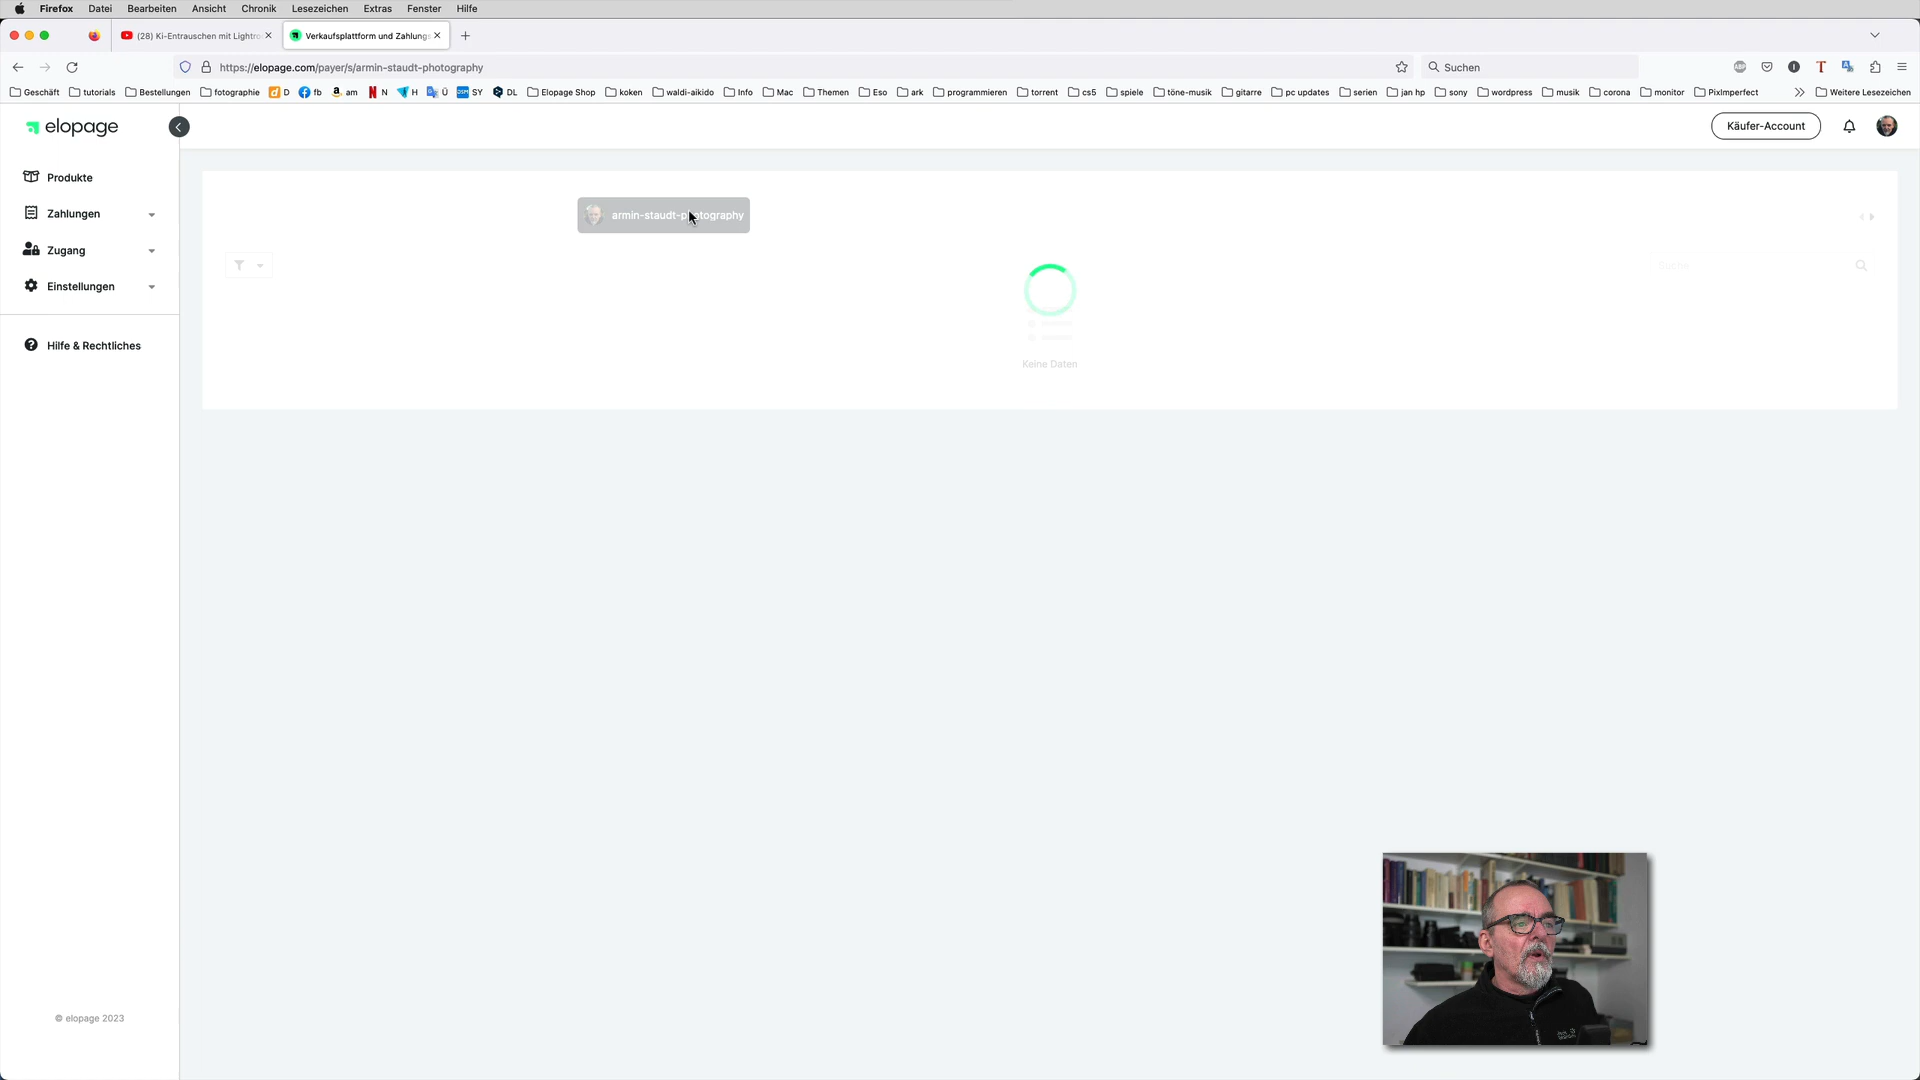 Firefox Datei Bearbeiten Ansicht Chronik Lesezeichen Extras Fenster Hilfe
(28) Ki-Entrauschen mit Lightro
Verkaufsplattform und Zahlungs
https://elopage.com/payer/s/armin-staudt-photography
Suchen
Geschäft tutorials Bestellungen fotographie D fb am N H Ü SY DL Elopage Shop koken waldi-aikido Info Mac Themen Eso ark programmieren torrent cs5 spiele töne-musik gitarre pc updates serien jan hp sony wordpress musik corona monitor PixImperfect Weitere Lesezeichen
elopage
Käufer-Account
Produkte
Zahlungen
Zugang
Einstellungen
Hilfe & Rechtliches
armin-staudt-photography
Keine Daten
© elopage 2023